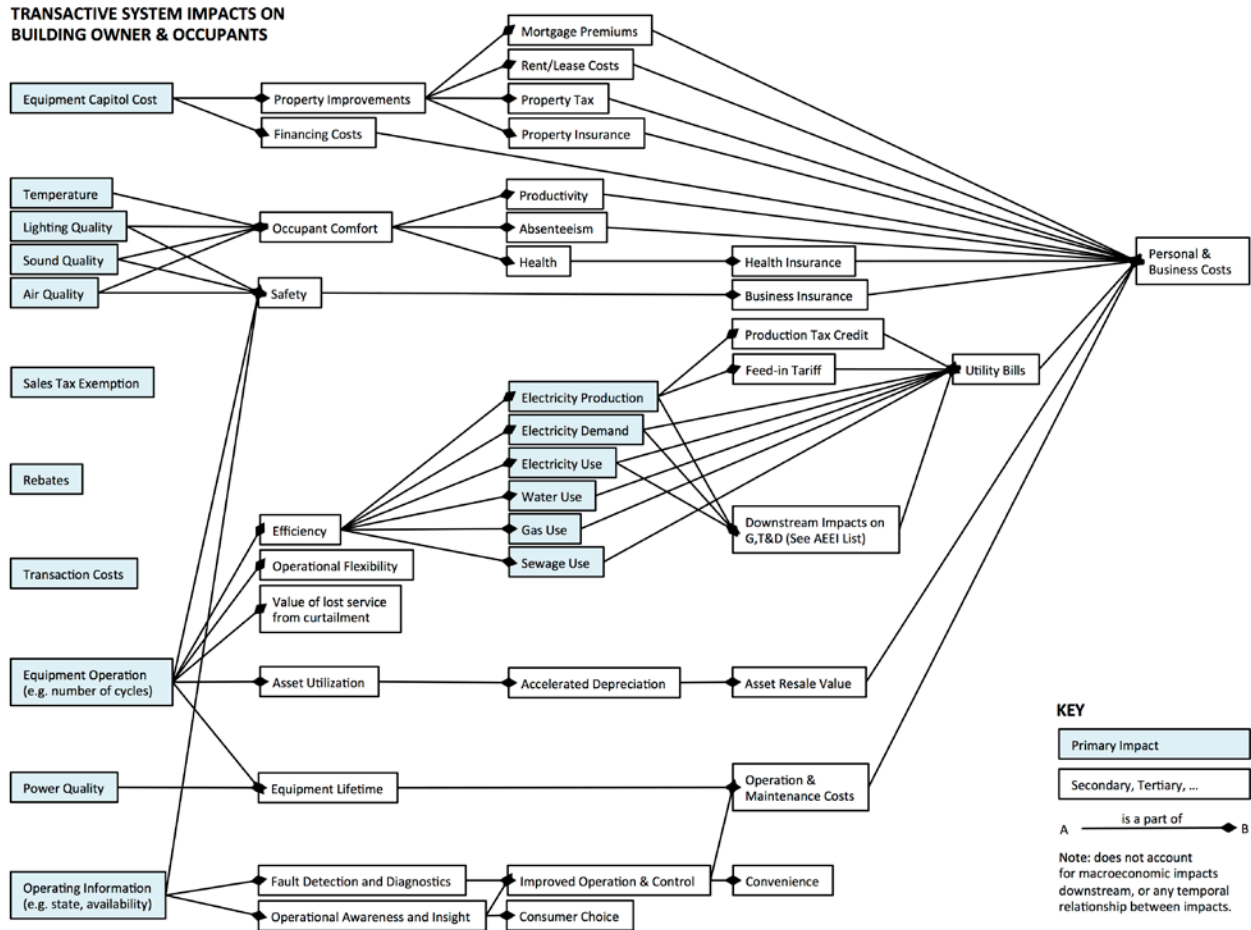 TRANSACTIVE SYSTEM IMPACTS ON
BUILDING OWNER & OCCUPANTS
Mortgage Premiums
Rent/Lease Costs
Equipment Capitol Cost
Property Improvements
Property Tax
Financing Costs
Property Insurance
Temperature
Productivity
Lighting Quality
Occupant Comfort
Absenteeism
Sound Quality
Health
Health Insurance
Personal &
Business Costs
Air Quality
Safety
Business Insurance
Production Tax Credit
Sales Tax Exemption
Feed-in Tariff
Utility Bills
Electricity Production
Electricity Demand
Electricity Use
Rebates
Water Use
Efficiency
Gas Use
Downstream Impacts on
G,T&D (See AEEI List)
Sewage Use
Transaction Costs
Operational Flexibility
Value of lost service
from curtailment
Equipment Operation
(e.g. number of cycles)
Asset Utilization
Accelerated Depreciation
Asset Resale Value
Power Quality
Equipment Lifetime
Operation &
Maintenance Costs
Operating Information
(e.g. state, availability)
Fault Detection and Diagnostics
Improved Operation & Control
Convenience
Operational Awareness and Insight
Consumer Choice
KEY
Primary Impact
Secondary, Tertiary, ...
is a part of
A B
Note: does not account
for macroeconomic impacts
downstream, or any temporal
relationship between impacts.